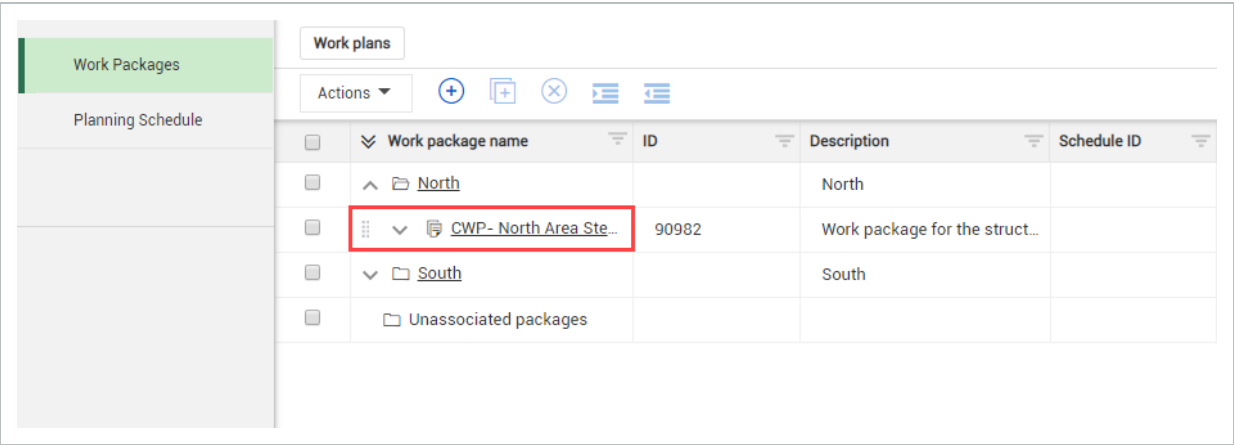 Work Packages
Planning Schedule
Work plans
Actions
Work package name ID Description Schedule ID
North North
CWP- North Area Ste... 90982 Work package for the struct...
South South
Unassociated packages